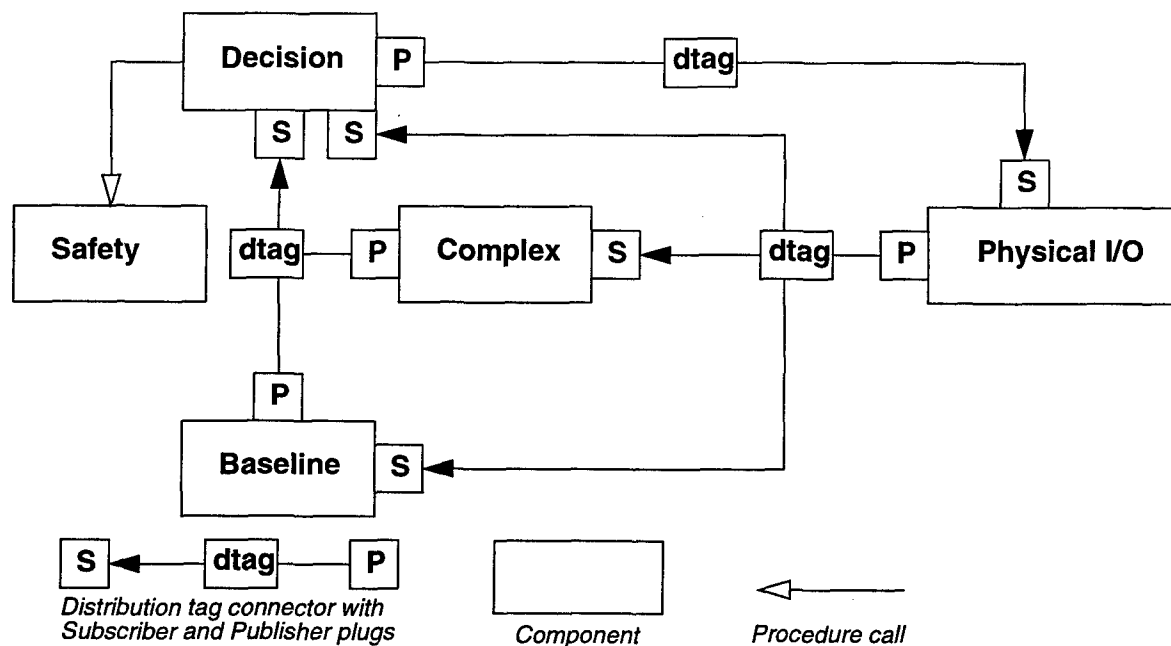 Decision
P
dtag
S
S
S
Safety
dtag
P
Complex
S
dtag
P
Physical I/O
P
Baseline
S
S
dtag
P
Distribution tag connector with
Subscriber and Publisher plugs
Component
Procedure call